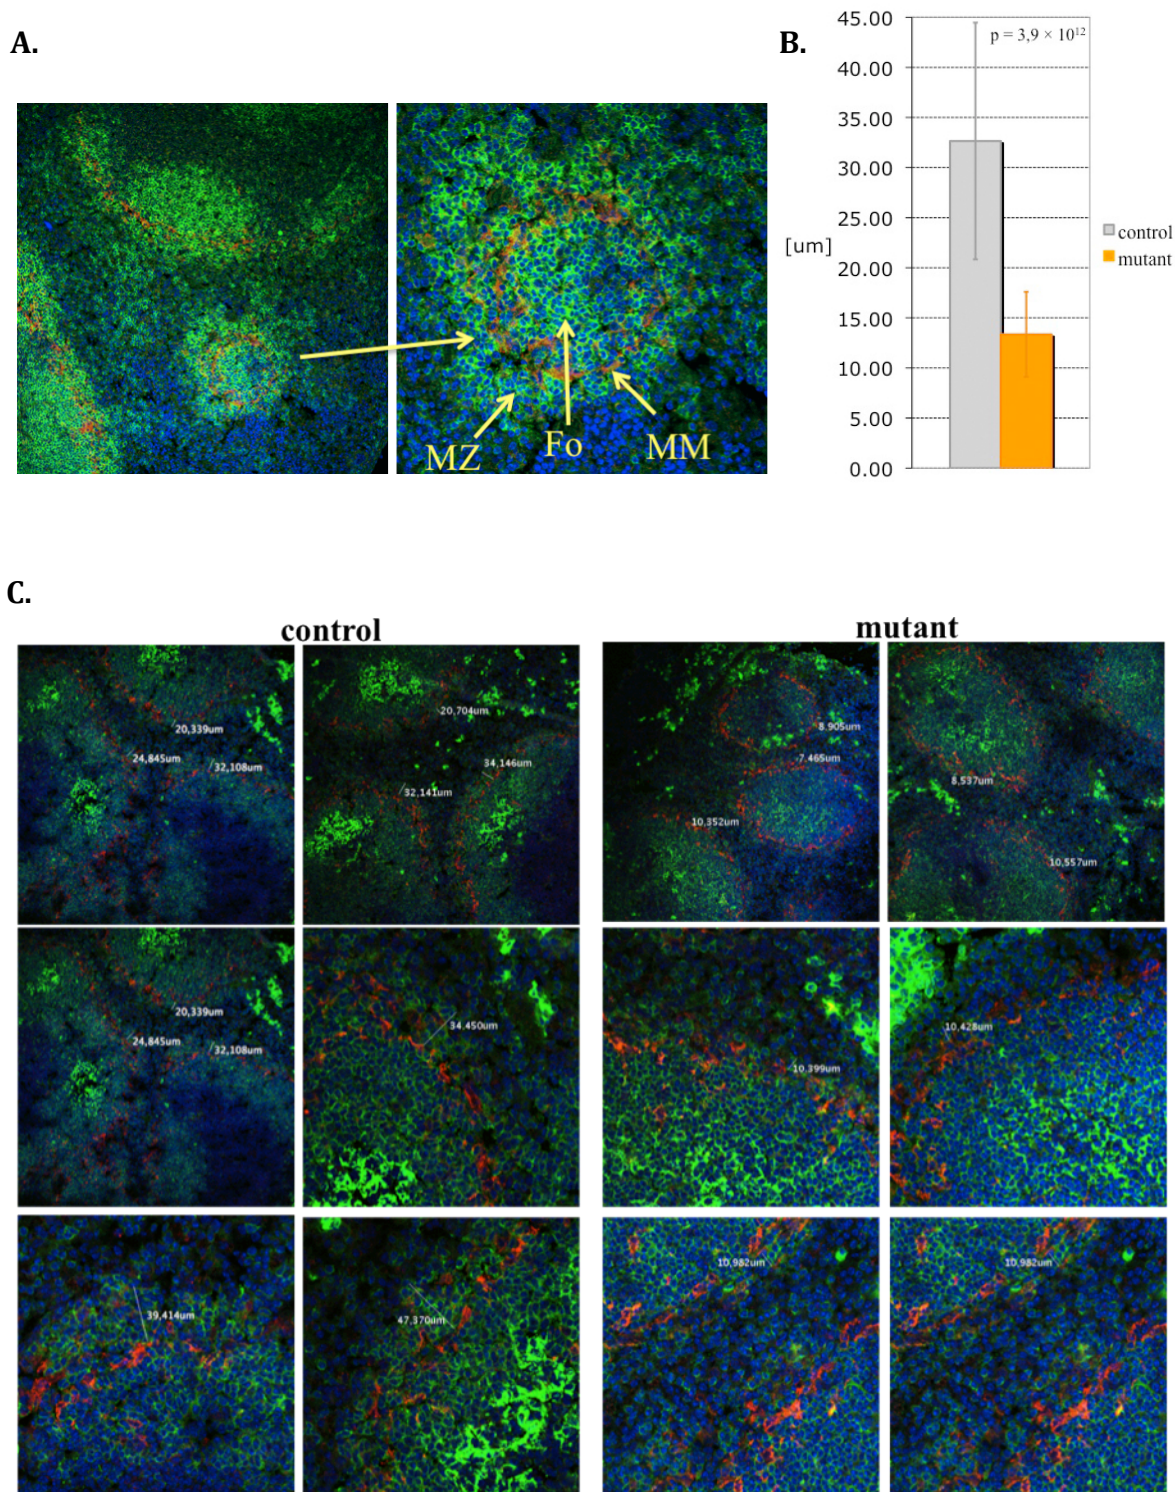 A.
MZ
Fo
MM
B.
45.00
40.00
35.00
30.00
25.00
20.00
15.00
10.00
5.00
0.00
[um]
p = 3,9 × 10¹²
control
mutant
C.
control
mutant
20,339um
24,845um
32,108um
20,704um
34,146um
32,141um
8,905um
7,465um
10,352um
8,537um
10,557um
20,339um
24,845um
32,108um
34,450um
10,399um
10,428um
39,414um
47,370um
10,982um
10,982um